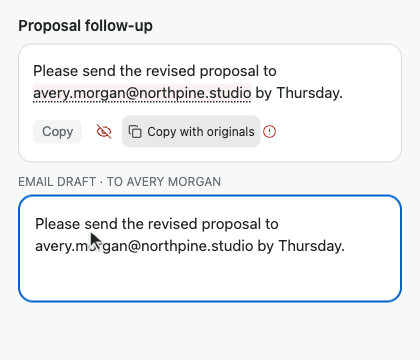 Proposal follow-up
Please send the revised proposal to
avery.morgan@northpine.studio by Thursday.
Copy
Copy with originals
EMAIL DRAFT · TO AVERY MORGAN
Please send the revised proposal to
avery.morgan@northpine.studio by Thursday.